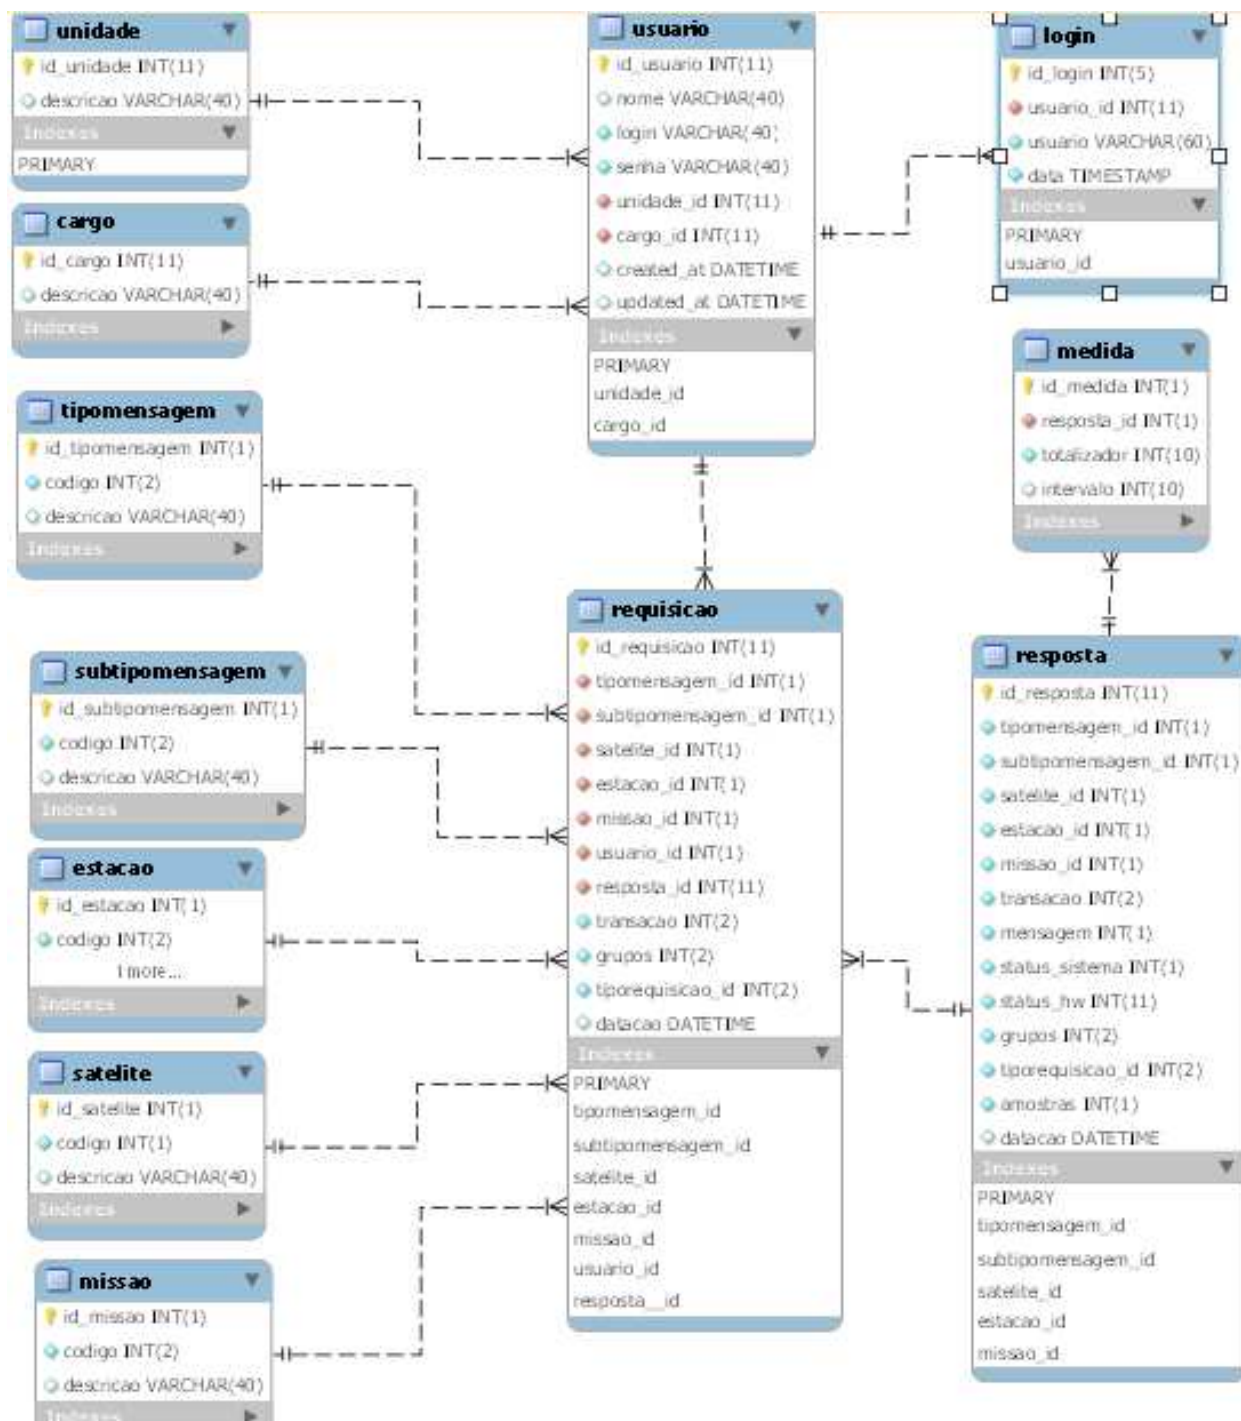 unidade
id_unidade INT(11)
descricao VARCHAR(40)
Indexes
PRIMARY
cargo
id_cargo INT(11)
descricao VARCHAR(40)
Indexes
tipomensagem
id_tipomensagem INT(1)
codigo INT(2)
descricao VARCHAR(40)
Indexes
subtipomensagem
id_subtipomensagem INT(1)
codigo INT(2)
descricao VARCHAR(40)
Indexes
estacao
id_estacao INT(1)
codigo INT(2)
1 more...
Indexes
satelite
id_satelite INT(1)
codigo INT(1)
descricao VARCHAR(40)
Indexes
missao
id_missao INT(1)
codigo INT(2)
descricao VARCHAR(40)
Indexes
usuario
id_usuario INT(11)
nome VARCHAR(40)
login VARCHAR(40)
senha VARCHAR(40)
unidade_id INT(11)
cargo_id INT(11)
created_at DATETIME
updated_at DATETIME
Indexes
PRIMARY
unidade_id
cargo_id
requisicao
id_requisicao INT(11)
tipomensagem_id INT(1)
subtipomensagem_id INT(1)
satelite_id INT(1)
estacao_id INT(1)
missao_id INT(1)
usuario_id INT(1)
resposta_id INT(11)
transacao INT(2)
grupos INT(2)
tiporequisicao_id INT(2)
datacao DATETIME
Indexes
PRIMARY
tipomensagem_id
subtipomensagem_id
satelite_id
estacao_id
missao_id
usuario_id
resposta__id
login
id_login INT(5)
usuario_id INT(11)
usuario VARCHAR(60)
data TIMESTAMP
Indexes
PRIMARY
usuario_id
medida
id_medida INT(1)
resposta_id INT(1)
totalizador INT(10)
intervalo INT(10)
Indexes
resposta
id_resposta INT(11)
tipomensagem_id INT(1)
subtipomensagem_id INT(1)
satelite_id INT(1)
estacao_id INT(1)
missao_id INT(1)
transacao INT(2)
mensagem INT(1)
status_sistema INT(1)
status_hw INT(11)
grupos INT(2)
tiporequisicao_id INT(2)
amostras INT(1)
datacao DATETIME
Indexes
PRIMARY
tipomensagem_id
subtipomensagem_id
satelite_id
estacao_id
missao_id